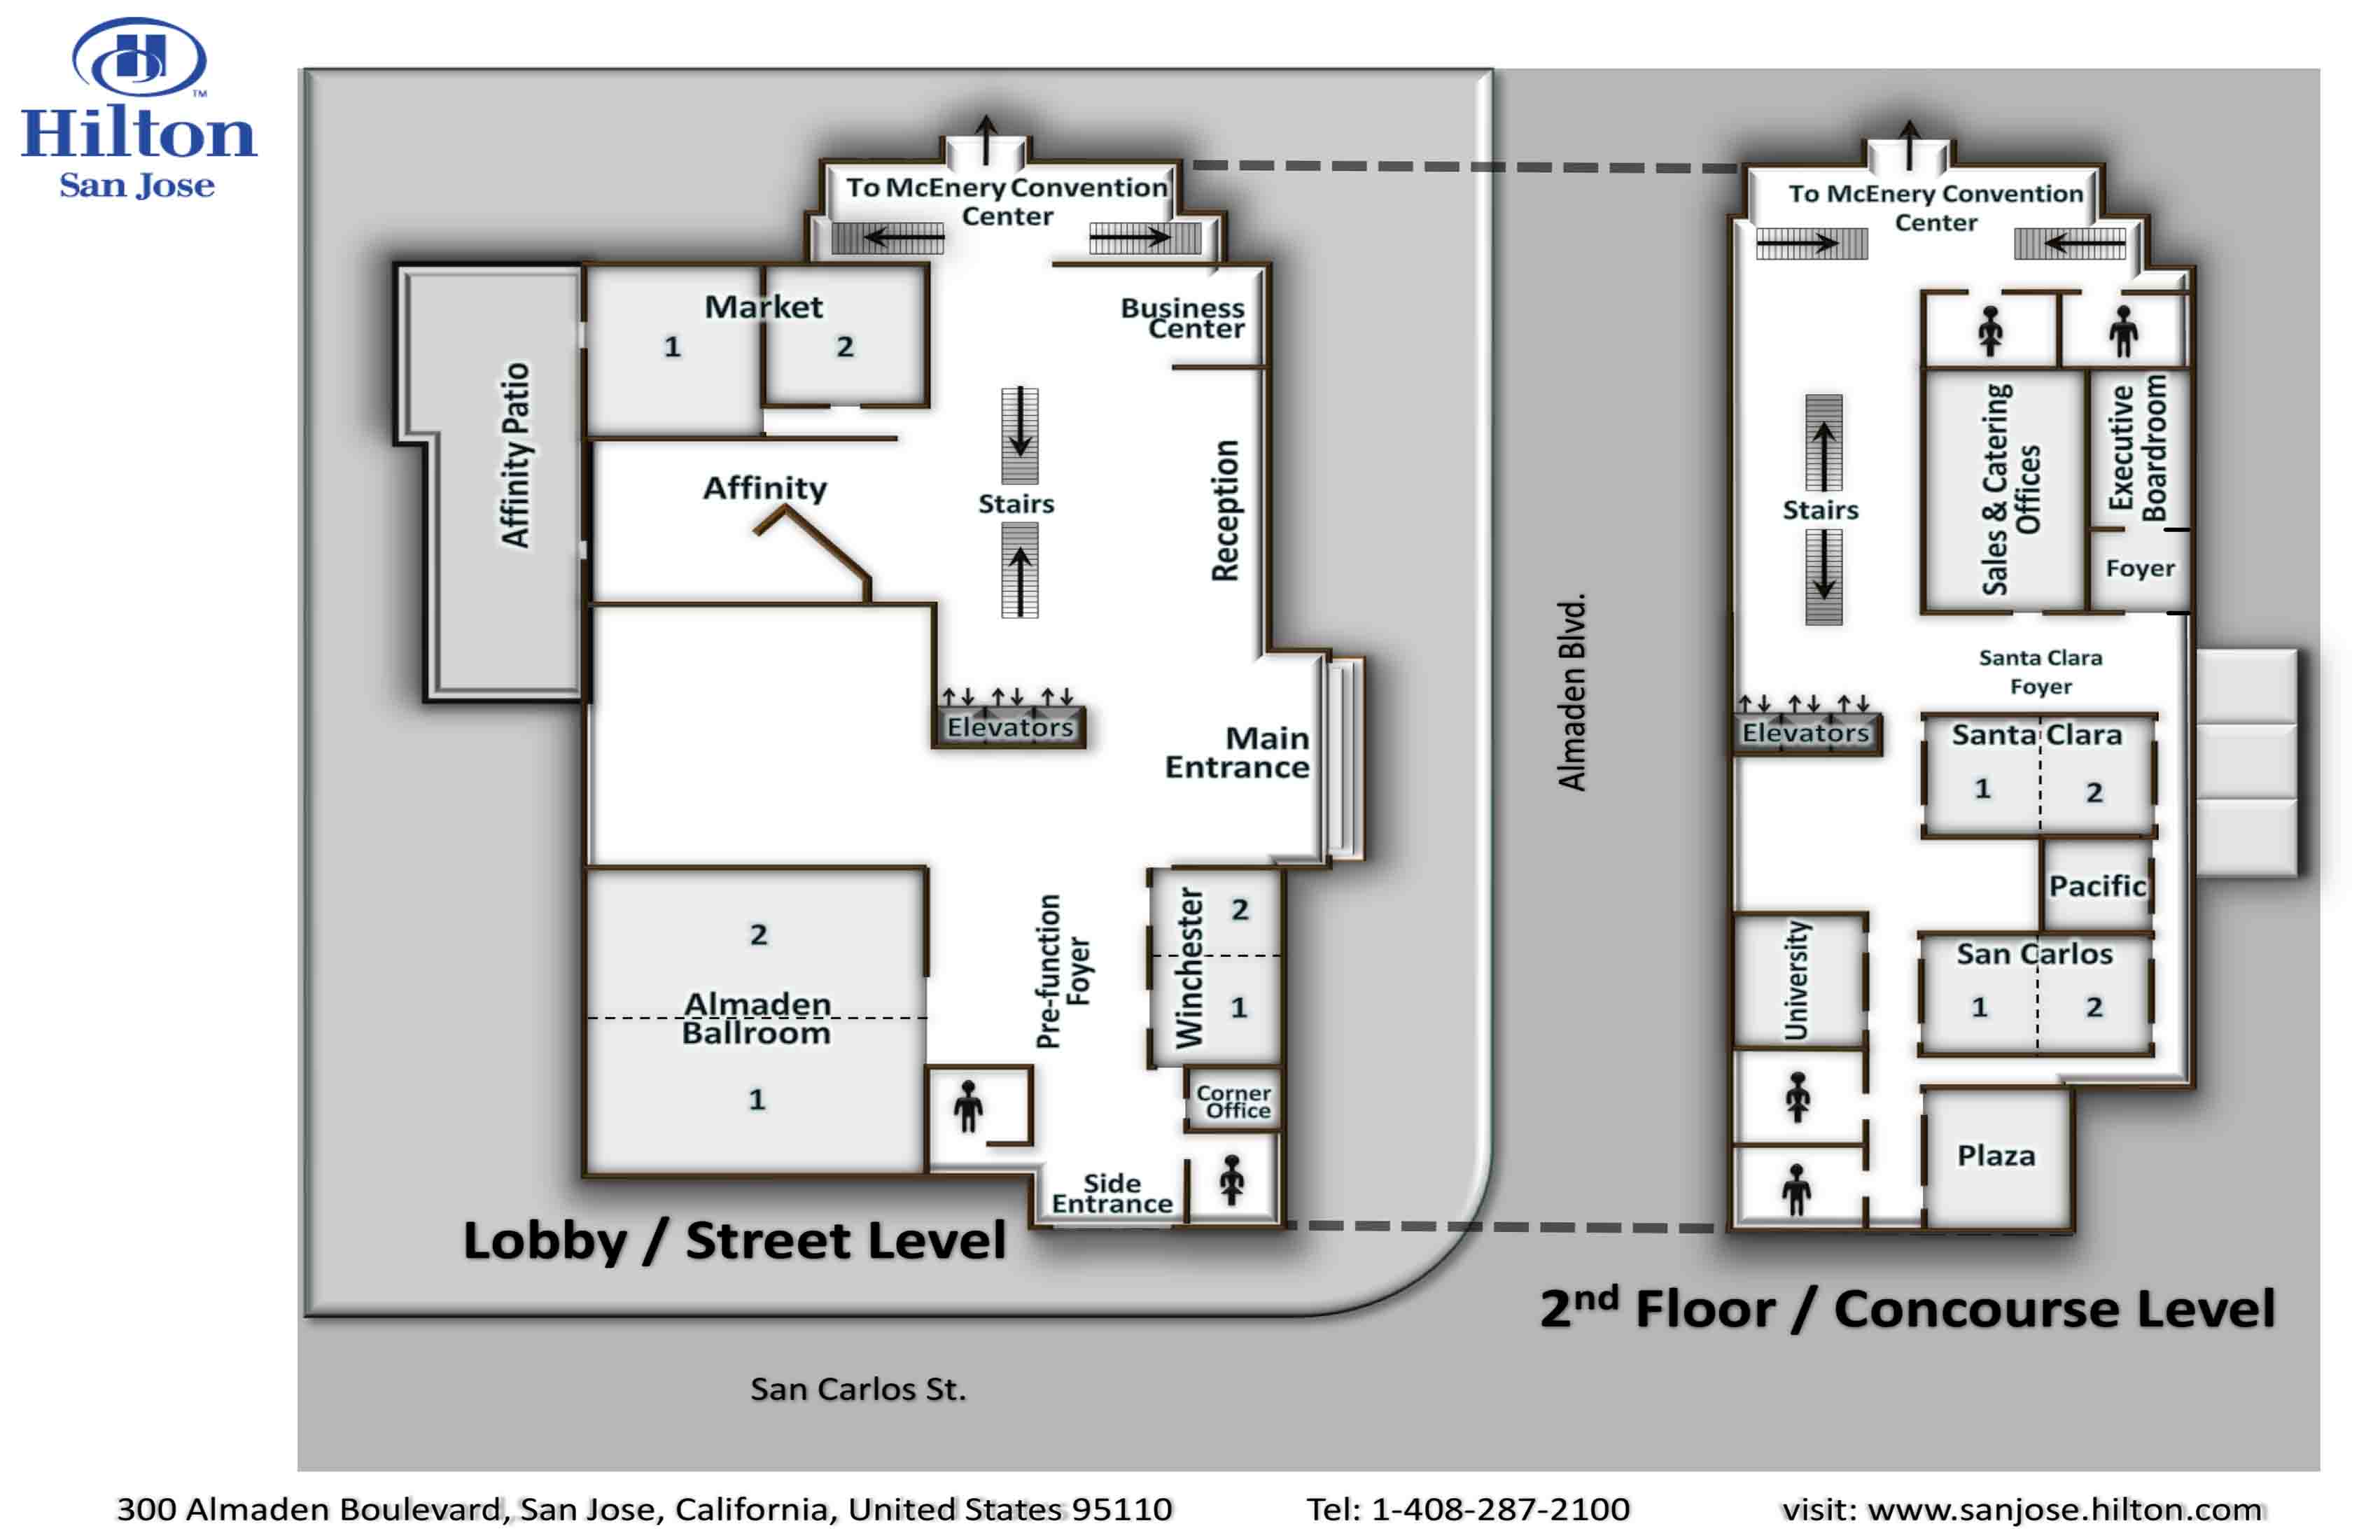 Hilton
San Jose
To McEnery Convention
Center
Market
1
2
Business
Center
Affinity Patio
Affinity
Stairs
Reception
Elevators
Main
Entrance
2
Almaden
Ballroom
1
Pre-function
Foyer
Winchester
2
1
Corner
Office
Side
Entrance
Lobby / Street Level
San Carlos St.
Almaden Blvd.
To McEnery Convention
Center
Sales & Catering
Offices
Executive
Boardroom
Stairs
Foyer
Santa Clara
Foyer
Elevators
Santa Clara
1
2
Pacific
University
San Carlos
1
2
Plaza
2nd Floor / Concourse Level
300 Almaden Boulevard, San Jose, California, United States 95110
Tel: 1-408-287-2100
visit: www.sanjose.hilton.com